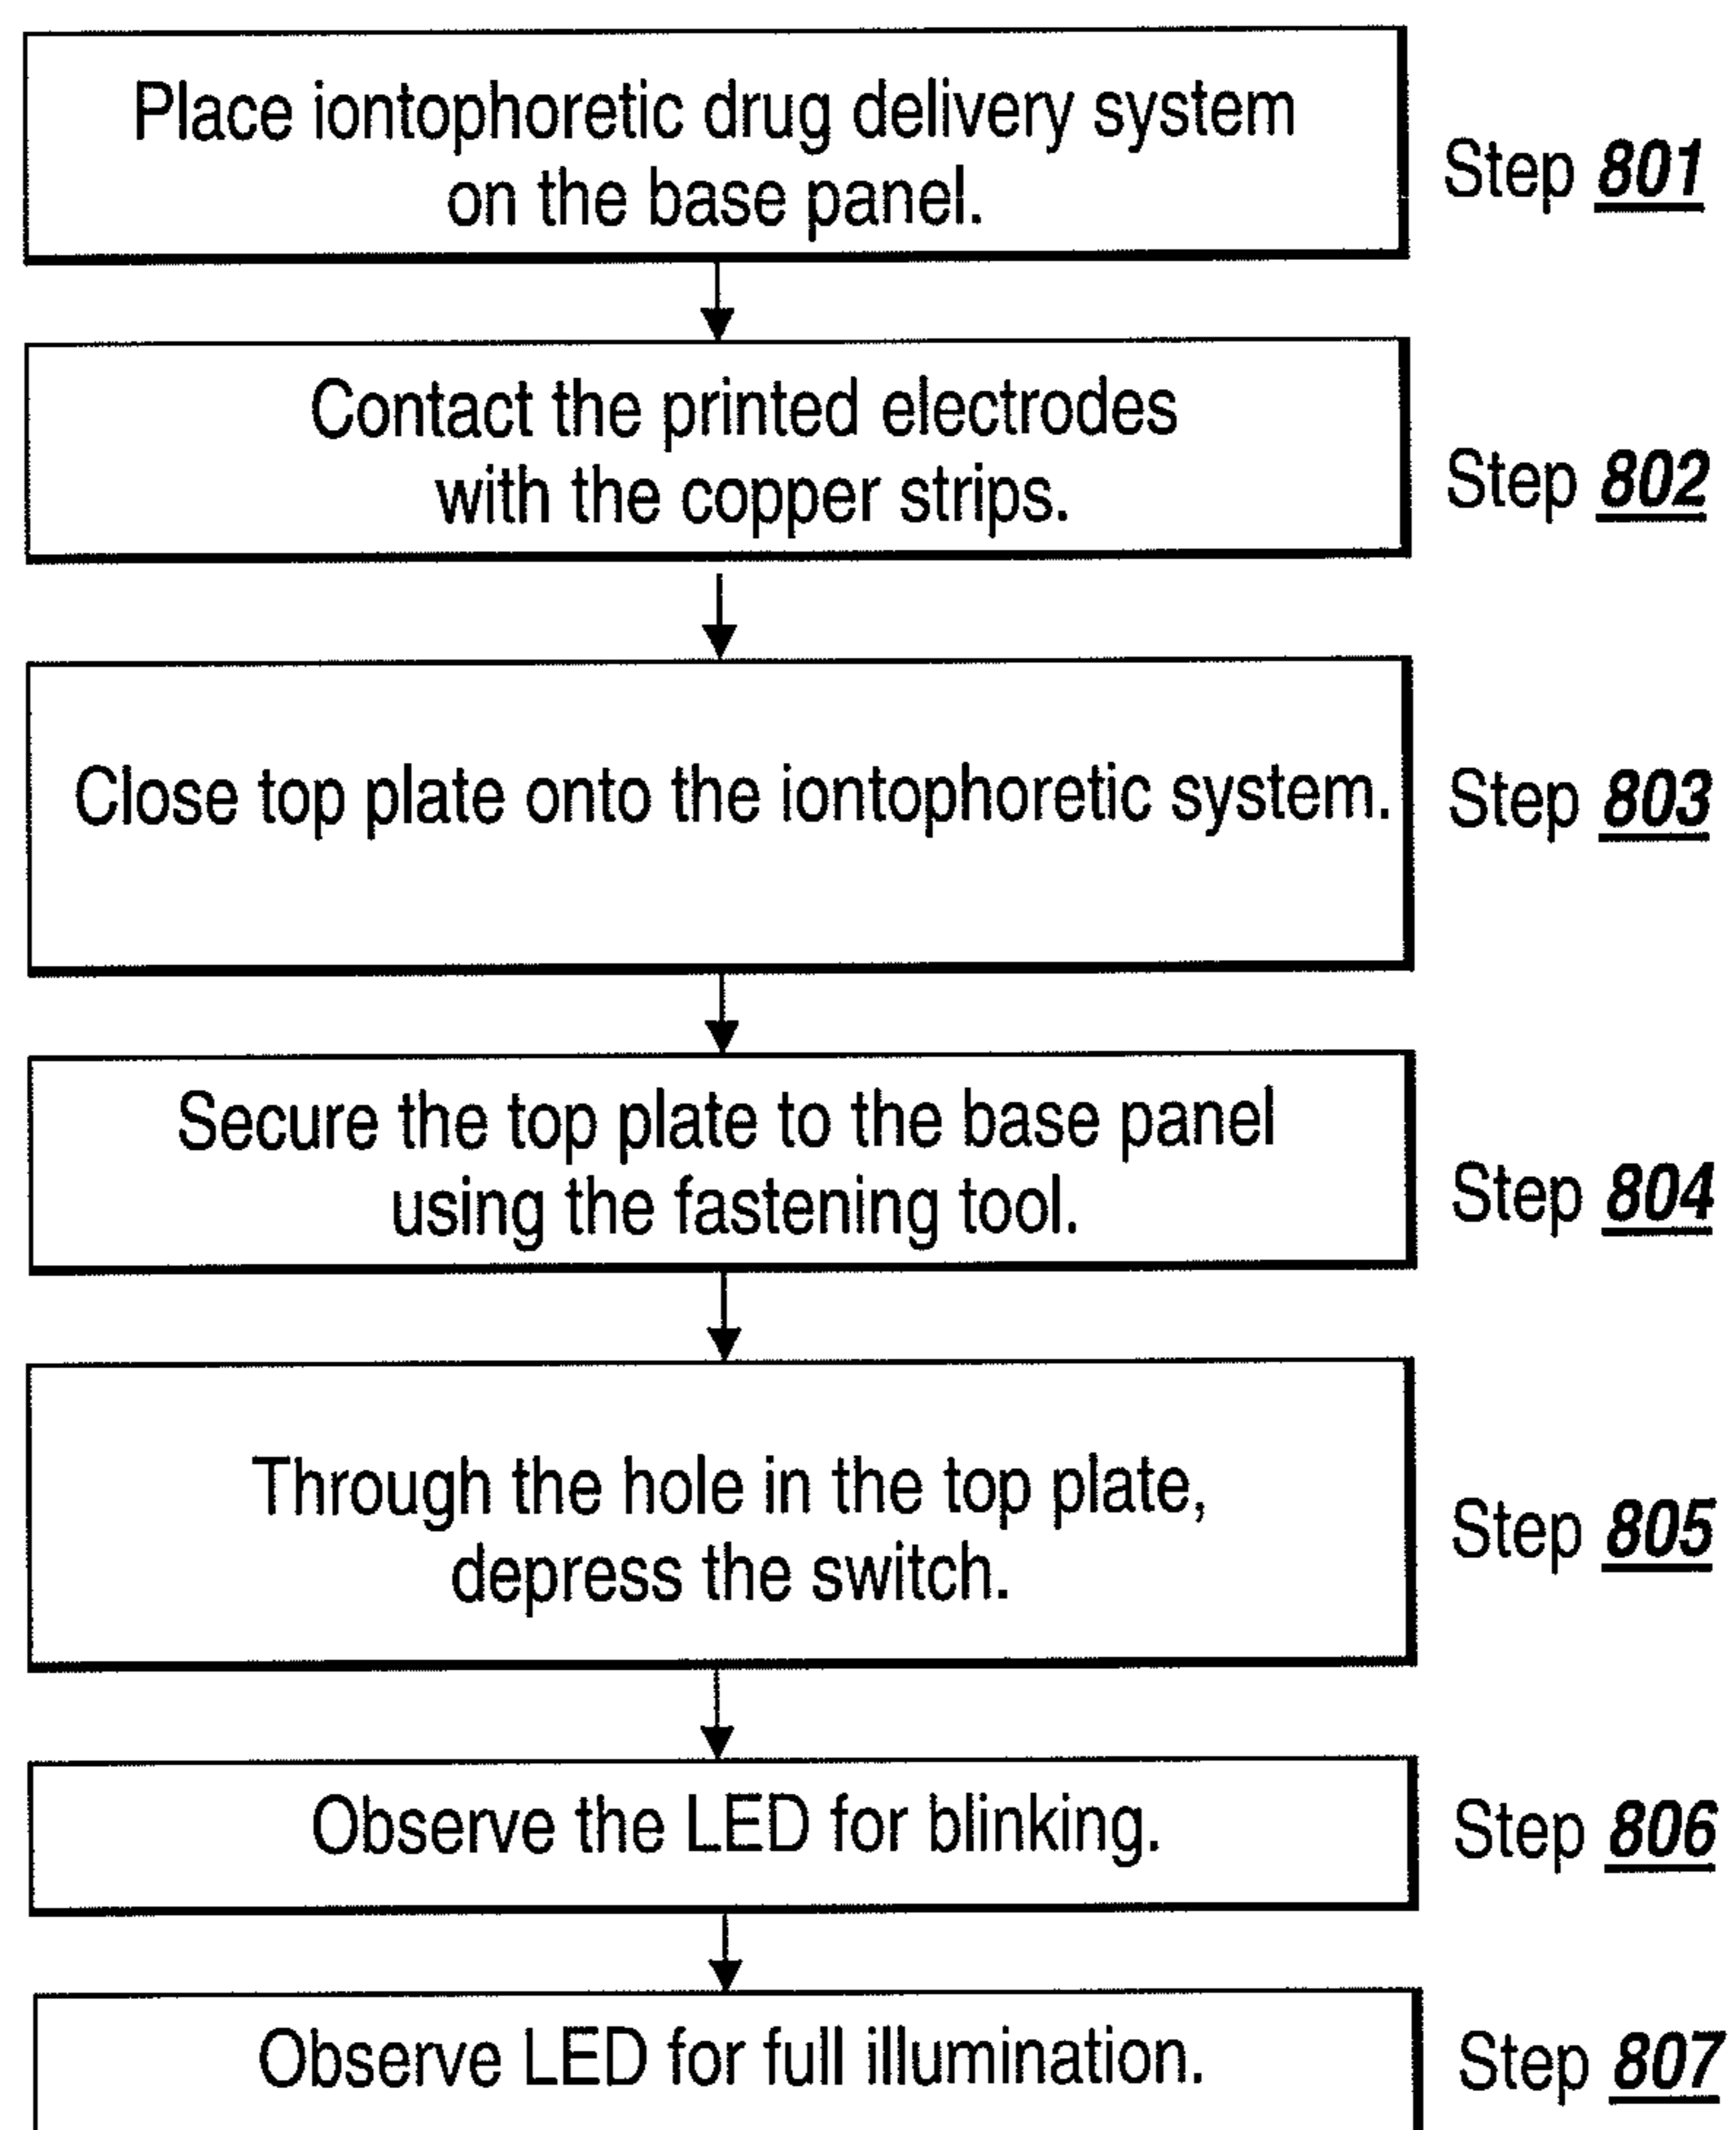 Place iontophoretic drug delivery system
on the base panel.
Step 801
Contact the printed electrodes
with the copper strips.
Step 802
Close top plate onto the iontophoretic system.
Step 803
Secure the top plate to the base panel
using the fastening tool.
Step 804
Through the hole in the top plate,
depress the switch.
Step 805
Observe the LED for blinking.
Step 806
Observe LED for full illumination.
Step 807